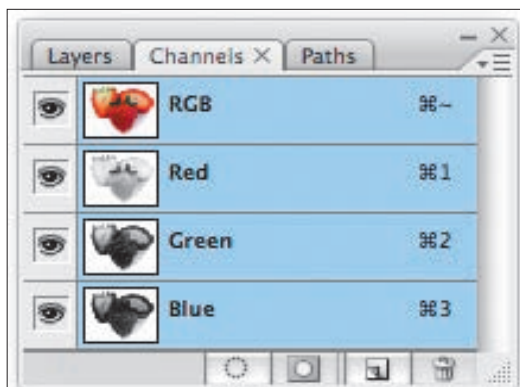 Layers Channels × Paths
RGB ⌘~
Red ⌘1
Green ⌘2
Blue ⌘3